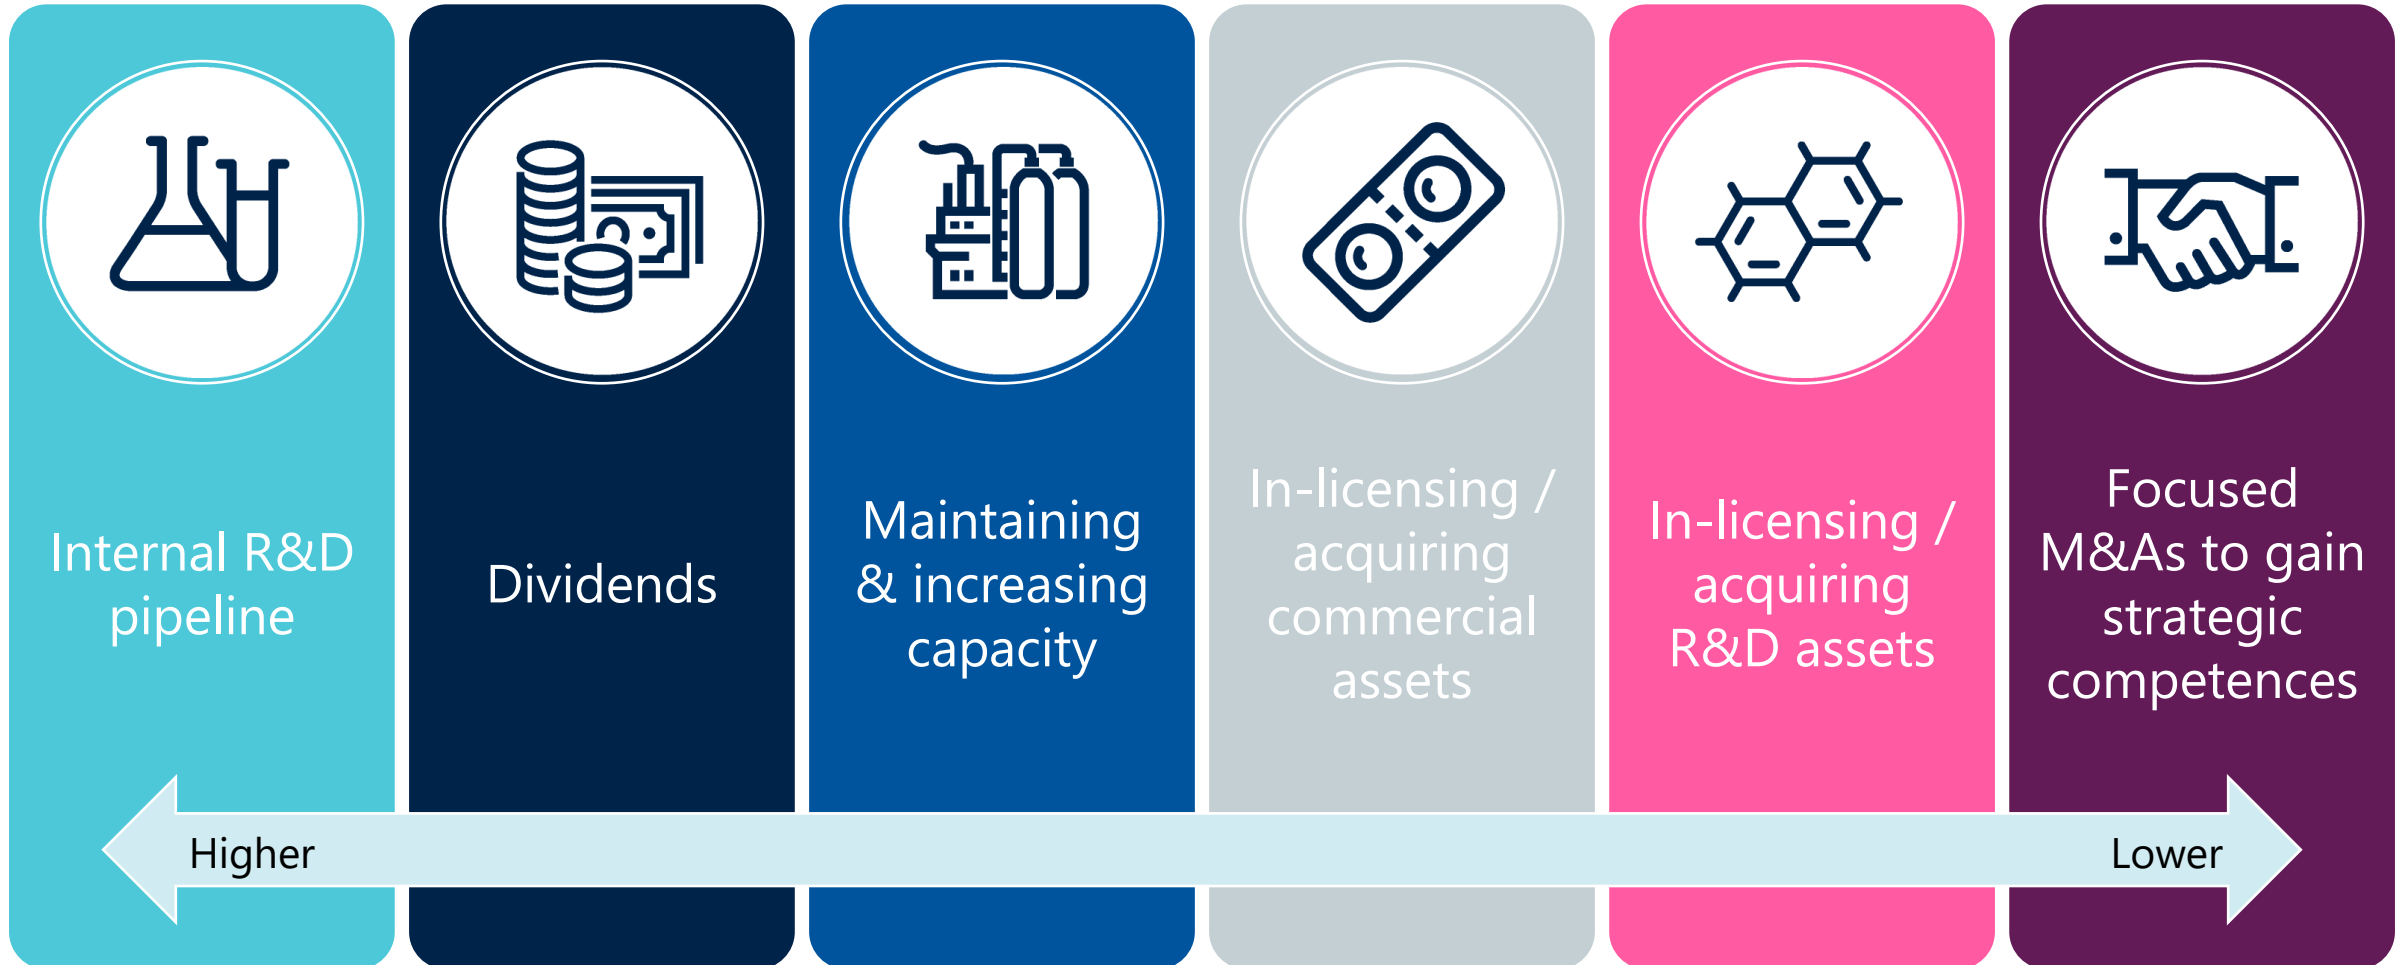 Internal R&D
pipeline
Dividends
Maintaining
& increasing
capacity
In-licensing /
acquiring
commercial
assets
In-licensing /
acquiring
R&D assets
Focused
M&As to gain
strategic
competences
Higher
Lower